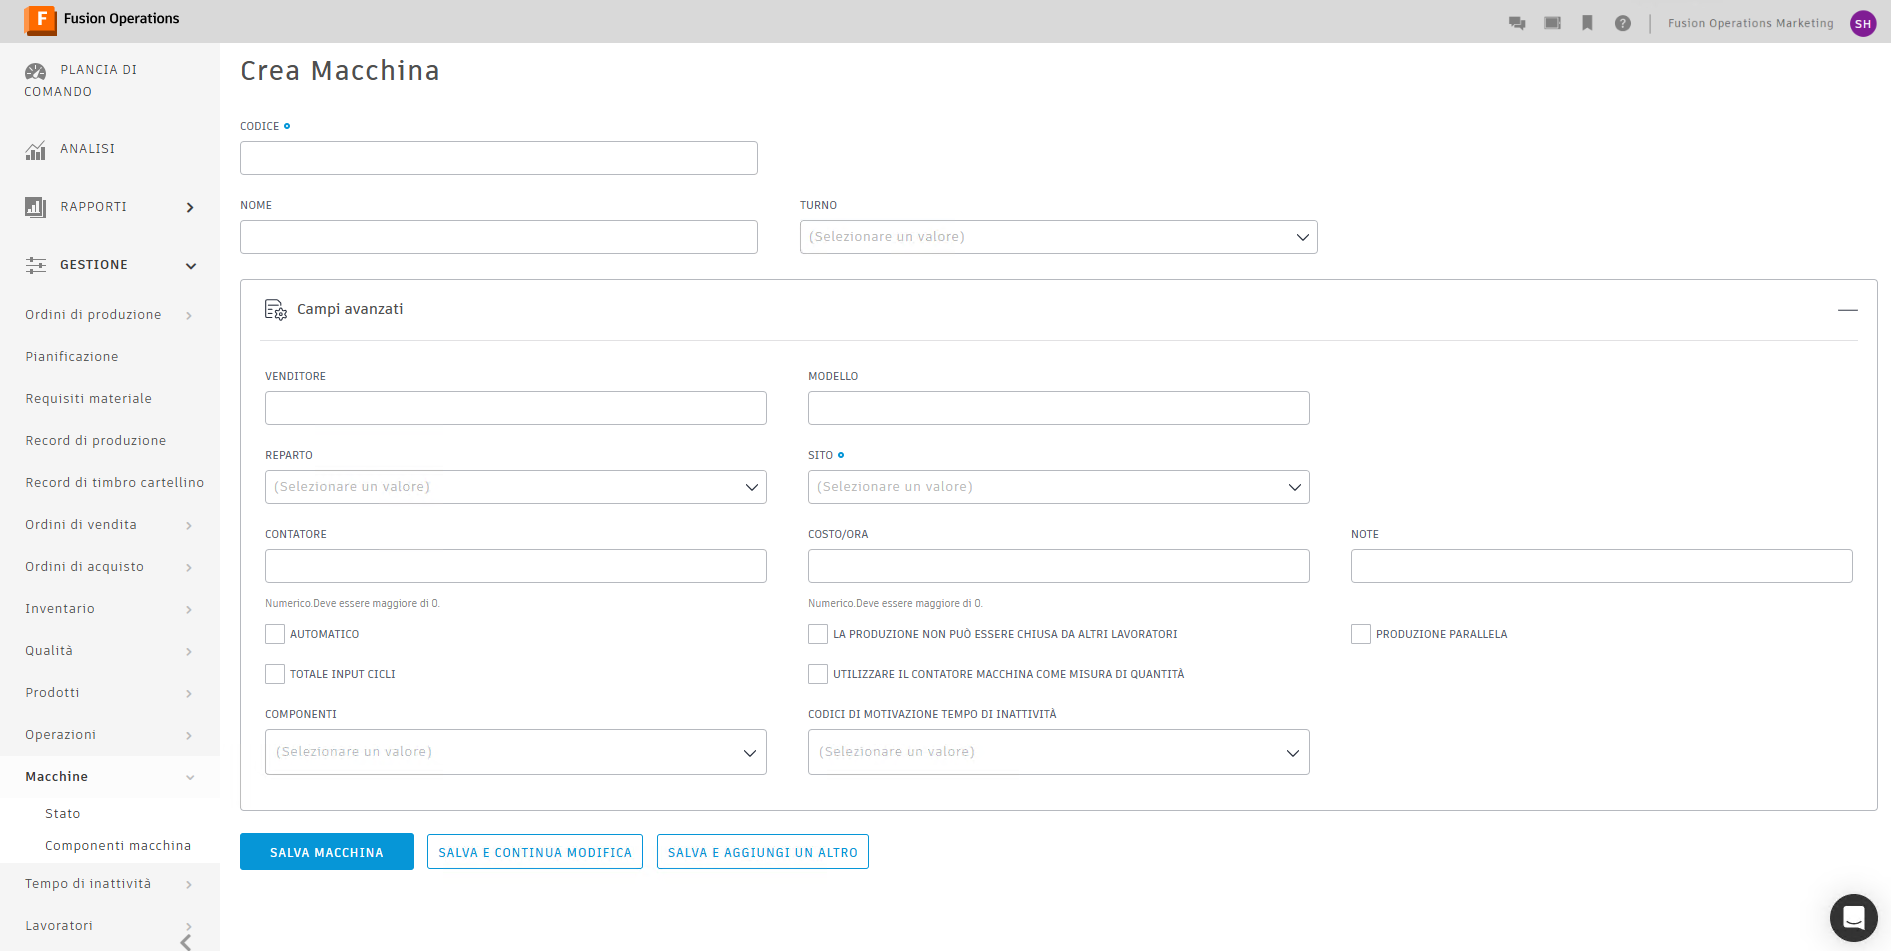 F Fusion Operations
Fusion Operations Marketing SH
PLANCIA DI
COMANDO
ANALISI
RAPPORTI
GESTIONE
Ordini di produzione
Pianificazione
Requisiti materiale
Record di produzione
Record di timbro cartellino
Ordini di vendita
Ordini di acquisto
Inventario
Qualità
Prodotti
Operazioni
Macchine
Stato
Componenti macchina
Tempo di inattività
Lavoratori
Crea Macchina
CODICE
NOME
TURNO
(Selezionare un valore)
Campi avanzati
VENDITORE
MODELLO
REPARTO
(Selezionare un valore)
SITO
(Selezionare un valore)
CONTATORE
COSTO/ORA
NOTE
Numerico.Deve essere maggiore di 0.
Numerico.Deve essere maggiore di 0.
AUTOMATICO
LA PRODUZIONE NON PUÒ ESSERE CHIUSA DA ALTRI LAVORATORI
PRODUZIONE PARALLELA
TOTALE INPUT CICLI
UTILIZZARE IL CONTATORE MACCHINA COME MISURA DI QUANTITÀ
COMPONENTI
(Selezionare un valore)
CODICI DI MOTIVAZIONE TEMPO DI INATTIVITÀ
(Selezionare un valore)
SALVA MACCHINA
SALVA E CONTINUA MODIFICA
SALVA E AGGIUNGI UN ALTRO